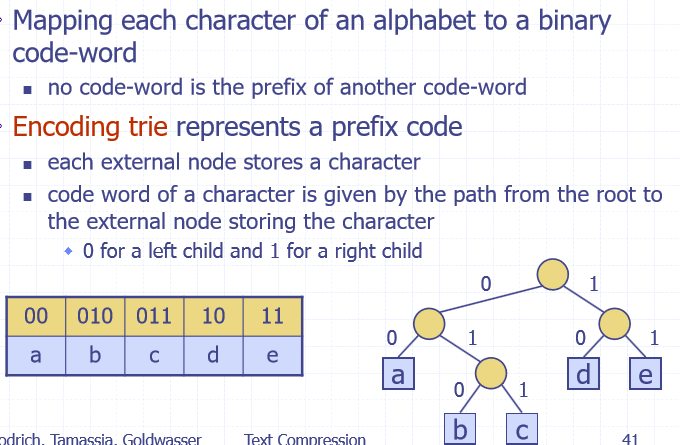 Mapping each character of an alphabet to a binary
code-word
no code-word is the prefix of another code-word
Encoding trie represents a prefix code
each external node stores a character
code word of a character is given by the path from the root to
the external node storing the character
0 for a left child and 1 for a right child
00 010 011 10 11
a b c d e
0 1
0 1 0 1
a d e
0 1
b c
odrich, Tamassia, Goldwasser Text Compression 41